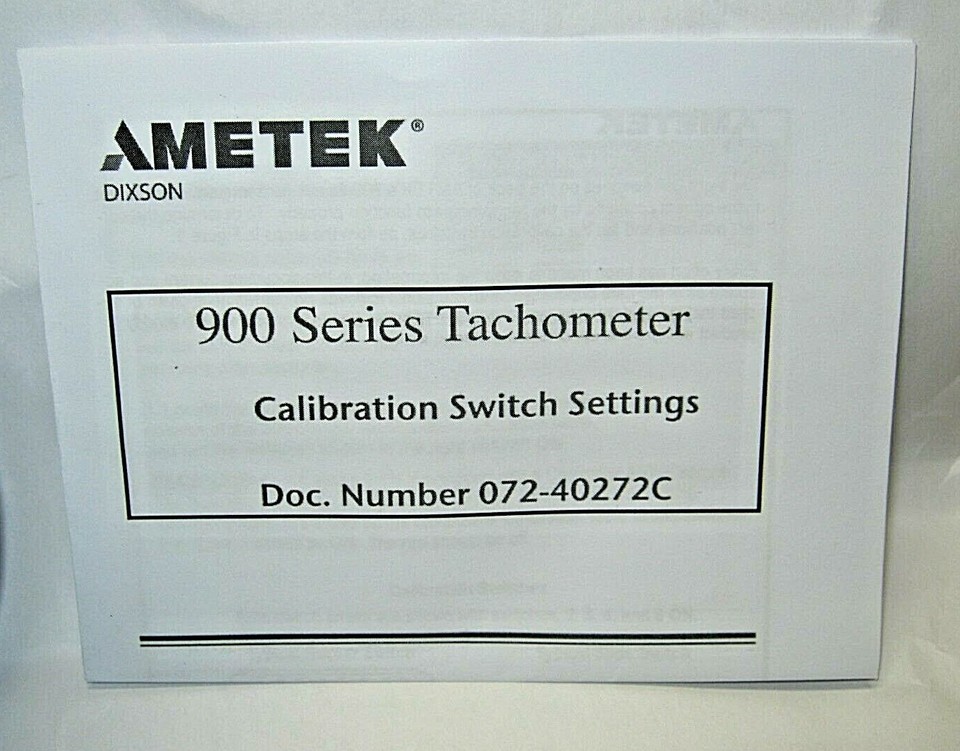 AMETEK®
DIXSON
900 Series Tachometer
Calibration Switch Settings
Doc. Number 072-40272C